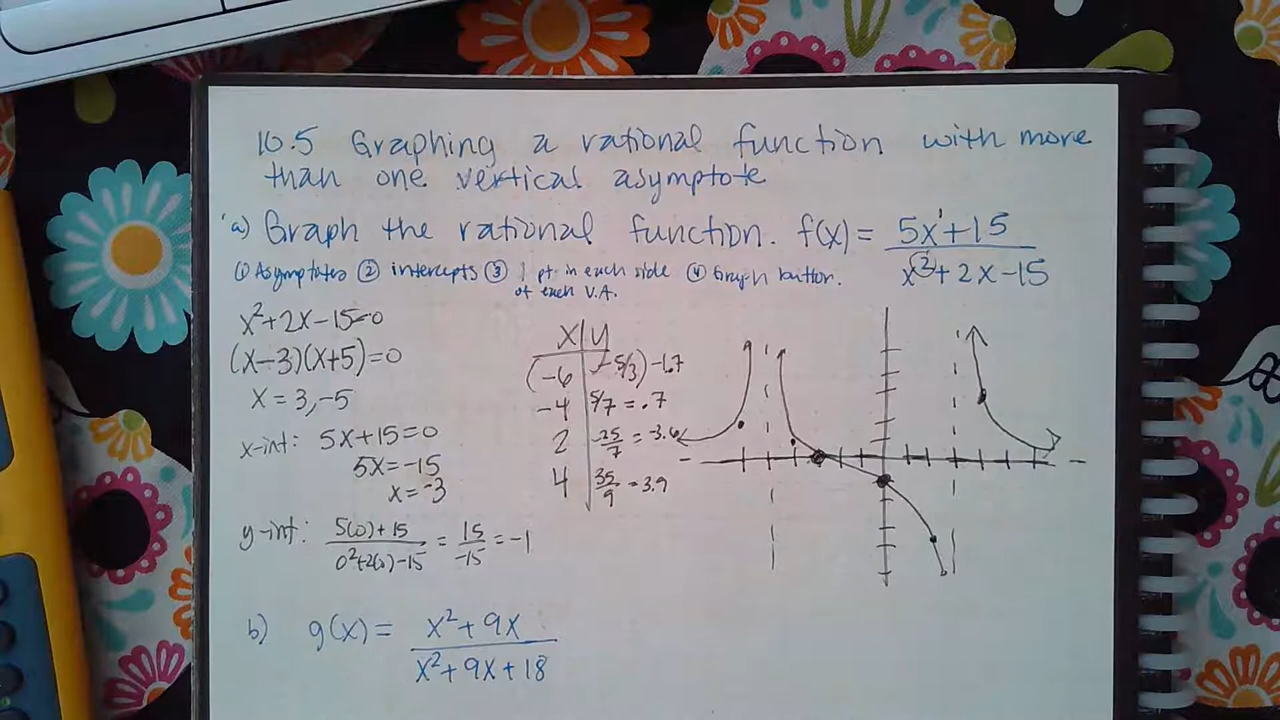 10.5 Graphing a rational function with more
than one vertical asymptote
a) Graph the rational function. f(x) = 5x¹+15 / x²+2x-15
① Asymptotes ② intercepts ③ 1 pt. in each side of each V.A. ④ Graph button.
x²+2x-15=0
(x-3)(x+5)=0
x = 3,-5
x-int: 5x+15=0
5x=-15
x=-3
y-int: 5(0)+15 / 0²+2(0)-15 = 15/-15 = -1
x | y
(-6 | -5/3) -1.7
-4 | 5/7 = .7
2 | -25/7 = -3.6
4 | 35/9 = 3.9
b) g(x) = x²+9x / x²+9x+18